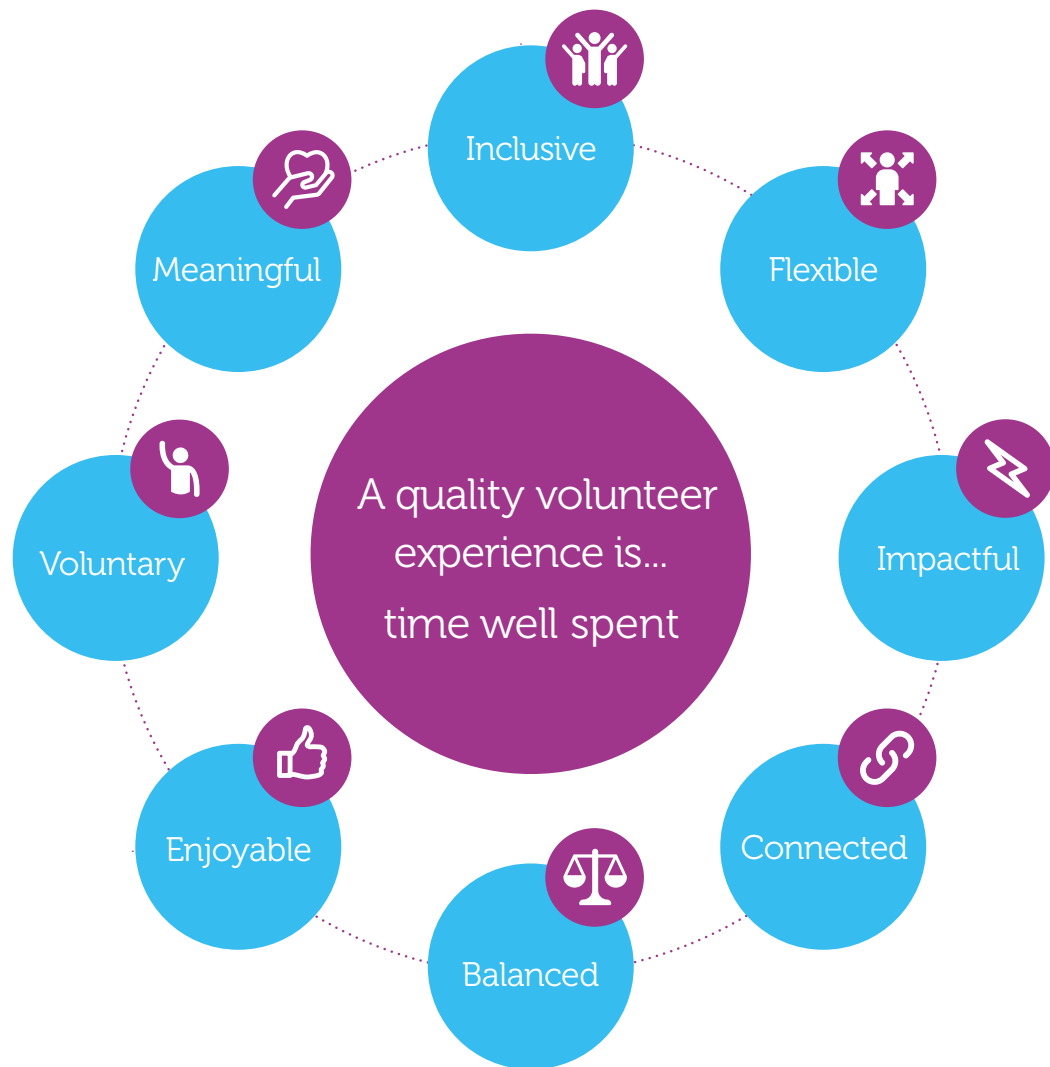 Inclusive
Flexible
Impactful
Connected
Balanced
Enjoyable
Voluntary
Meaningful
A quality volunteer
experience is...
time well spent